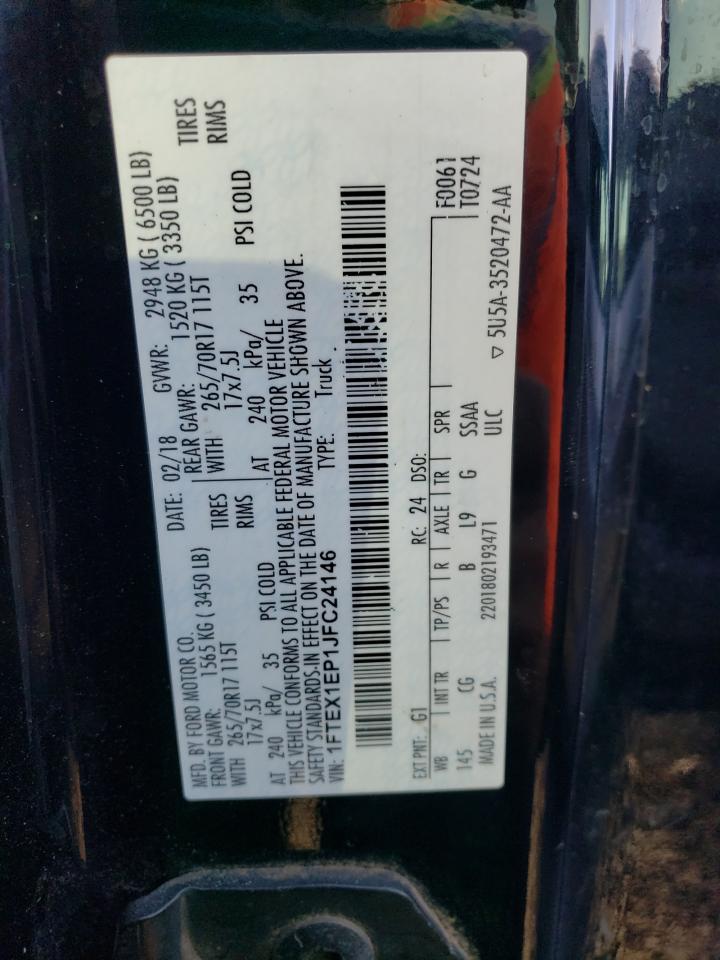 MFD. BY FORD MOTOR CO.
DATE: 02/18 GVWR: 2948 KG ( 6500 LB)
FRONT GAWR: 1565 KG ( 3450 LB) REAR GAWR: 1520 KG ( 3350 LB)
WITH 265/70R17 115T TIRES WITH 265/70R17 115T TIRES
17x7.5J RIMS 17x7.5J RIMS
AT 240 kPa/ 35 PSI COLD AT 240 kPa/ 35 PSI COLD
THIS VEHICLE CONFORMS TO ALL APPLICABLE FEDERAL MOTOR VEHICLE
SAFETY STANDARDS IN EFFECT ON THE DATE OF MANUFACTURE SHOWN ABOVE.
VIN: 1FTEX1EP1JFC24146 TYPE: Truck
EXT PNT: G1 RC: 24 DSO: F0061
WB INT TR TP/PS R AXLE TR SPR T0724
145 CG B L9 G SSAA
MADE IN U.S.A. 2201802193471 ULC ▽ 5U5A-3520472-AA